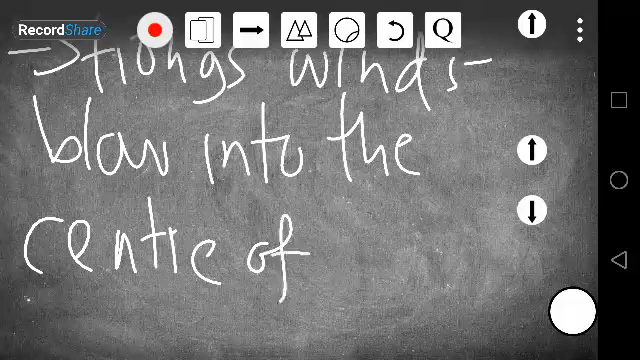 RecordShare
Q
→ Strongs winds
blow into the
centre of